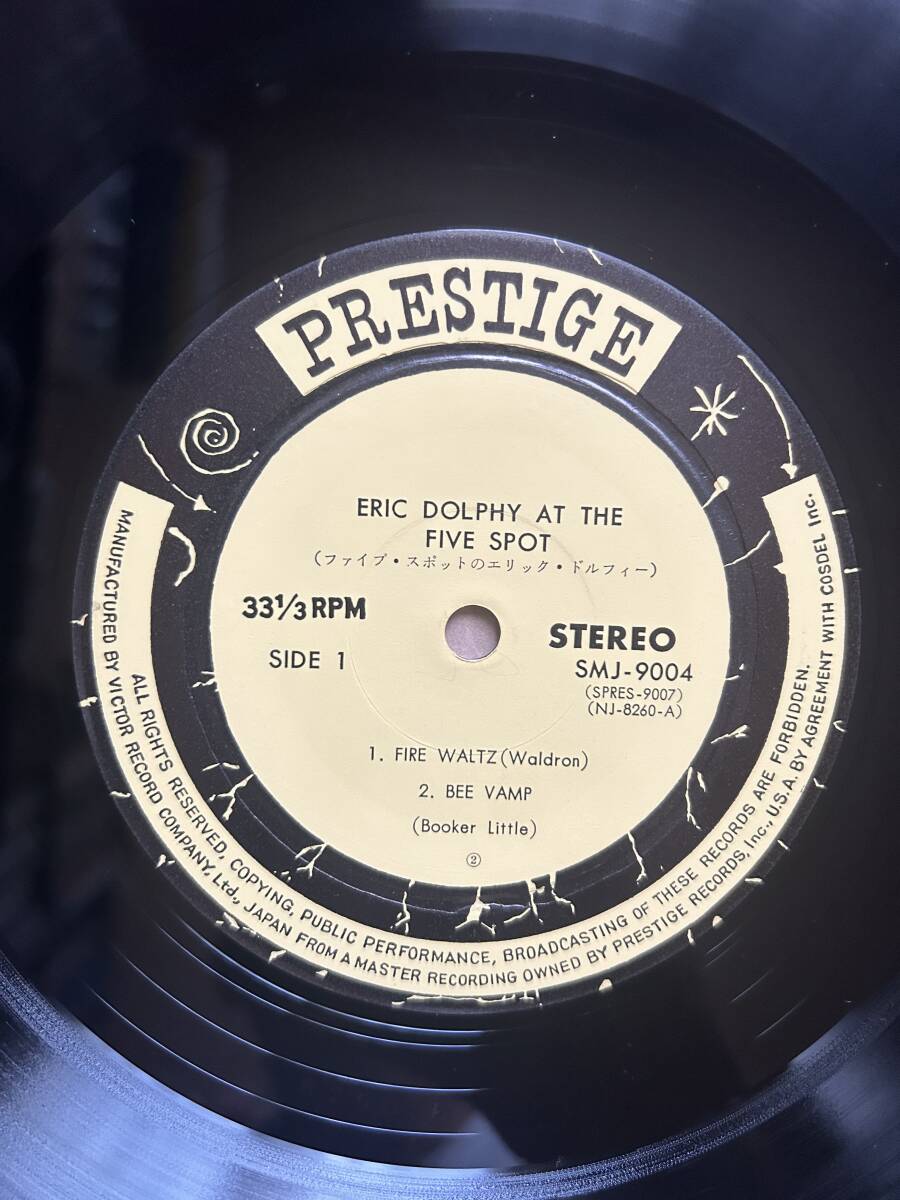 PRESTIGE
ERIC DOLPHY AT THE
FIVE SPOT
(ファイブ・スポットのエリック・ドルフィー)
33 1/3 RPM
STEREO
SIDE 1
SMJ-9004
(SPRES-9007)
(NJ-8260-A)
1. FIRE WALTZ (Waldron)
2. BEE VAMP
(Booker Little)
②
ALL RIGHTS RESERVED, COPYING, PUBLIC PERFORMANCE, BROADCASTING OF THESE RECORDS ARE FORBIDDEN.
MANUFACTURED BY VICTOR RECORD COMPANY, Ltd., JAPAN FROM A MASTER RECORDING OWNED BY PRESTIGE RECORDS, Inc., U.S.A. BY AGREEMENT WITH COSDEL Inc.